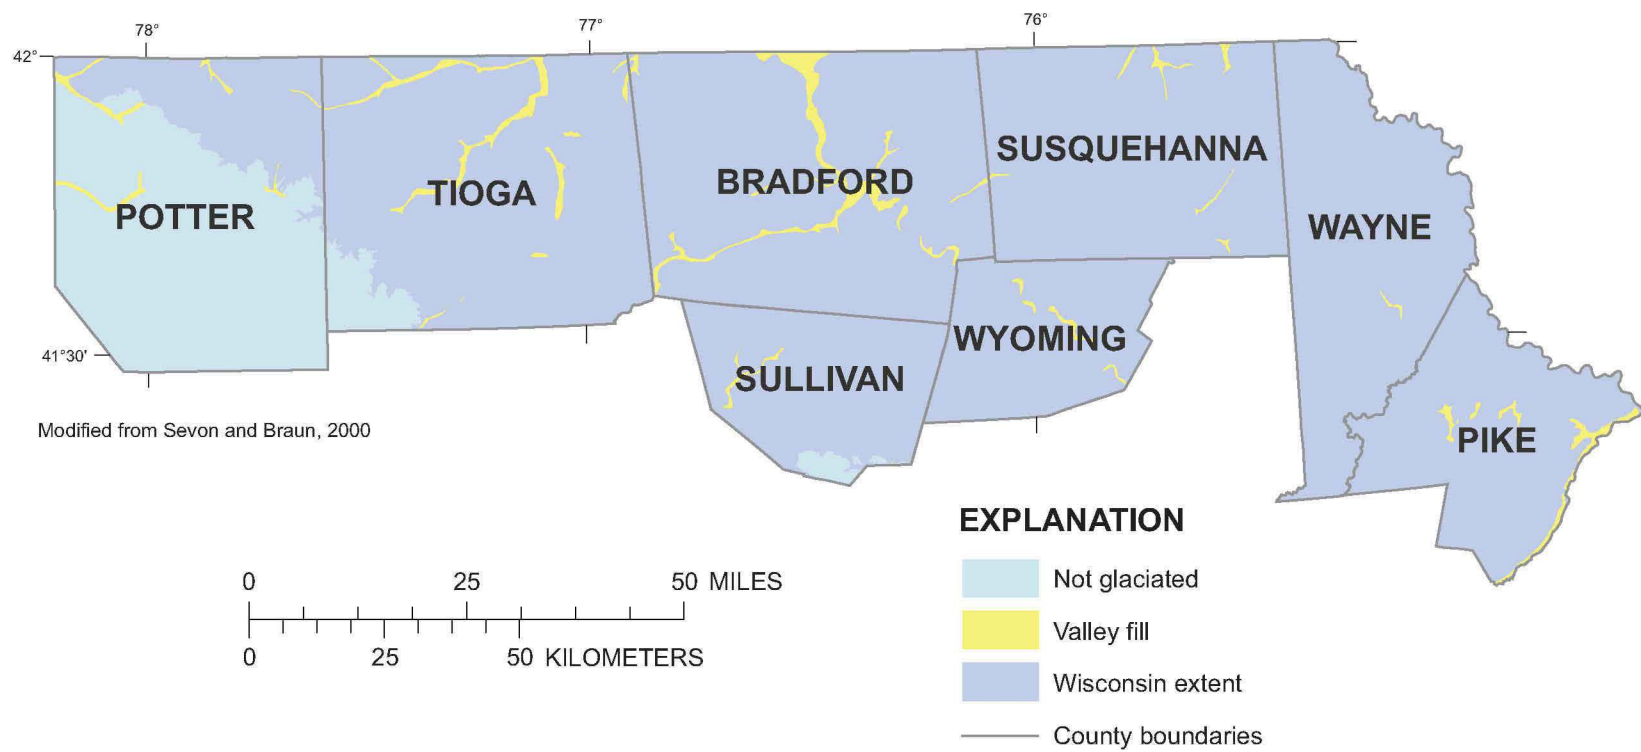 78°
77°
76°
42°
SUSQUEHANNA
BRADFORD
TIOGA
POTTER
WAYNE
WYOMING
41°30'
SULLIVAN
Modified from Sevon and Braun, 2000
PIKE
EXPLANATION
Not glaciated
Valley fill
Wisconsin extent
County boundaries
0 25 50 MILES
0 25 50 KILOMETERS